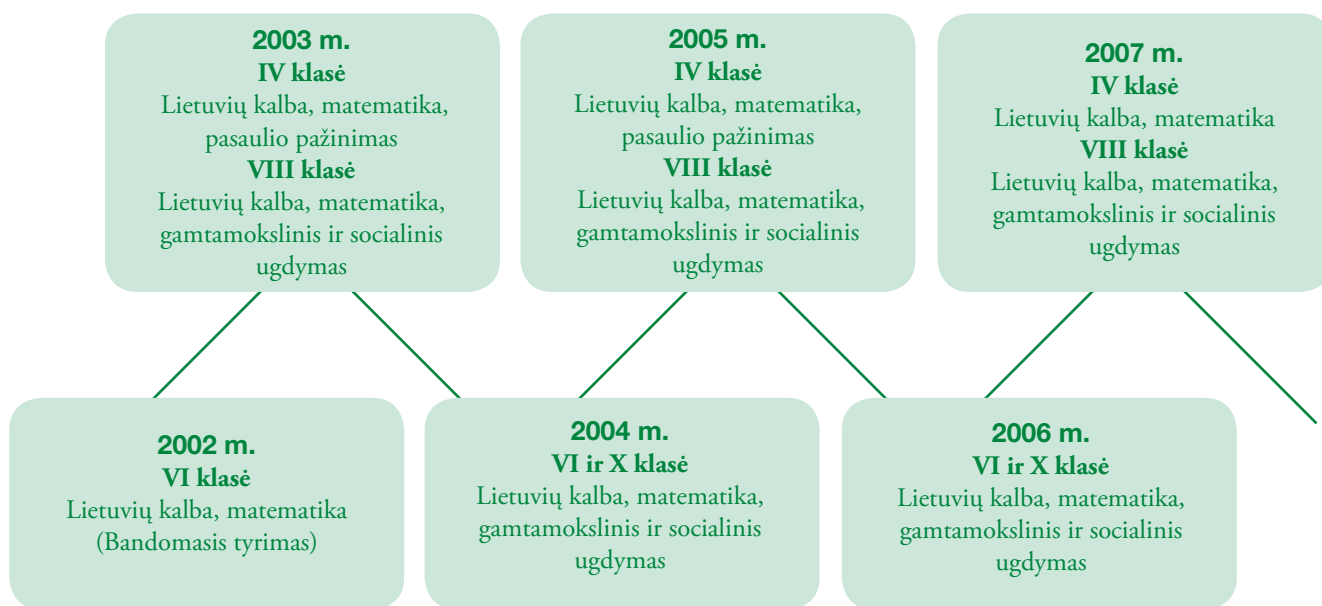 2003 m.
IV klasė
Lietuvių kalba, matematika,
pasaulio pažinimas
VIII klasė
Lietuvių kalba, matematika,
gamtamokslinis ir socialinis
ugdymas
2005 m.
IV klasė
Lietuvių kalba, matematika,
pasaulio pažinimas
VIII klasė
Lietuvių kalba, matematika,
gamtamokslinis ir socialinis
ugdymas
2007 m.
IV klasė
Lietuvių kalba, matematika
VIII klasė
Lietuvių kalba, matematika,
gamtamokslinis ir socialinis
ugdymas
2002 m.
VI klasė
Lietuvių kalba, matematika
(Bandomasis tyrimas)
2004 m.
VI ir X klasė
Lietuvių kalba, matematika,
gamtamokslinis ir socialinis
ugdymas
2006 m.
VI ir X klasė
Lietuvių kalba, matematika,
gamtamokslinis ir socialinis
ugdymas